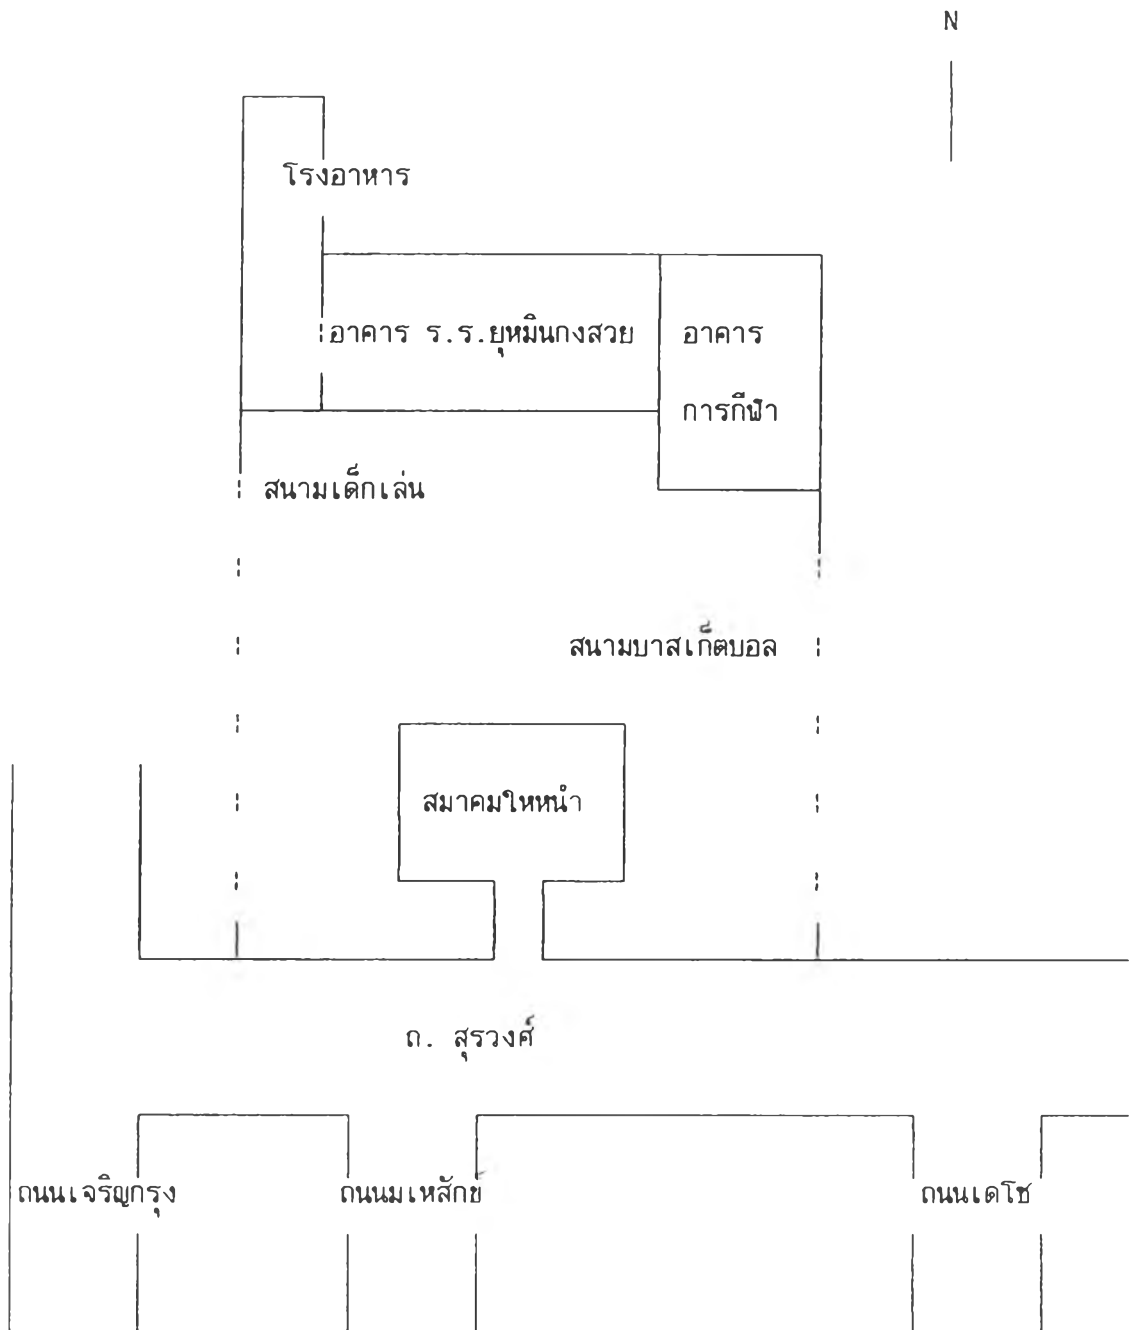 N
โรงอาหาร
อาคาร ร.ร.ยุหมินกงสวย
อาคาร
การกีฬา
สนามเด็กเล่น
สนามบาสเก็ตบอล
สมาคมไหหนำ
ถ. สุรวงศ์
ถนนเจริญกรุง
ถนนมเหสักข์
ถนนเดโช